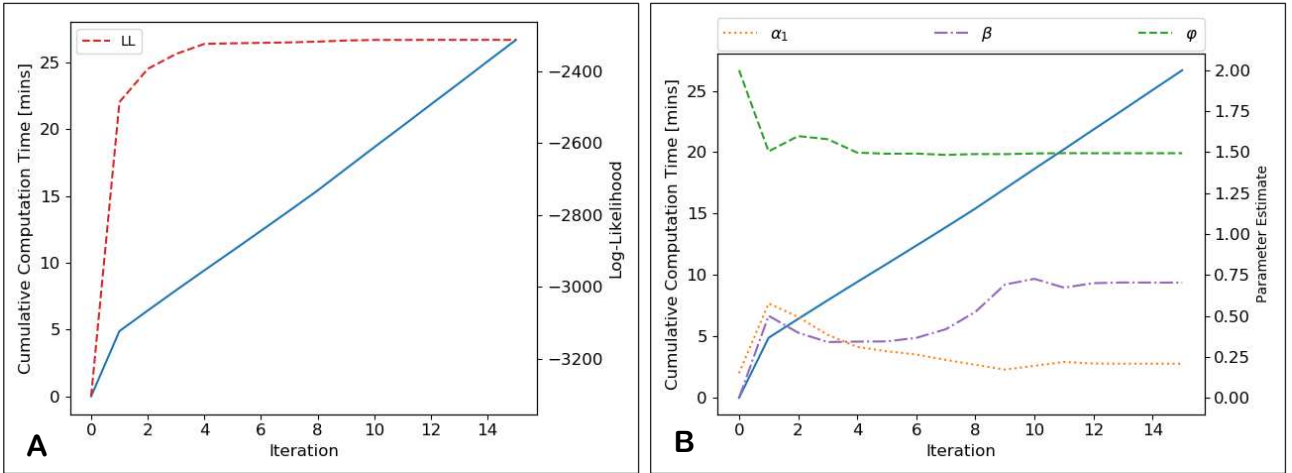 LL
25
20
15
10
5
0
Cumulative Computation Time [mins]
−2400
−2600
−2800
−3000
−3200
Log-Likelihood
0 2 4 6 8 10 12 14
Iteration
A
α1 β φ
25
20
15
10
5
0
Cumulative Computation Time [mins]
2.00
1.75
1.50
1.25
1.00
0.75
0.50
0.25
0.00
Parameter Estimate
0 2 4 6 8 10 12 14
Iteration
B